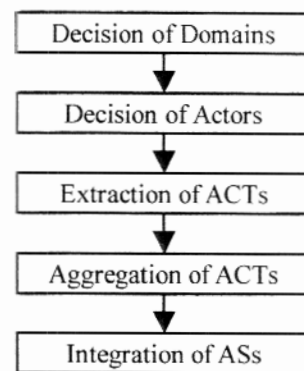 Decision of Domains
Decision of Actors
Extraction of ACTs
Aggregation of ACTs
Integration of ASs